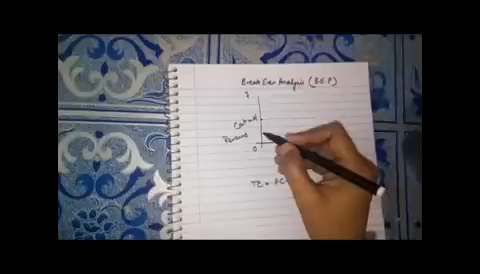 Break Even Analysis (B.E.P)
Y
Cost and
Revenue
0
TC = FC